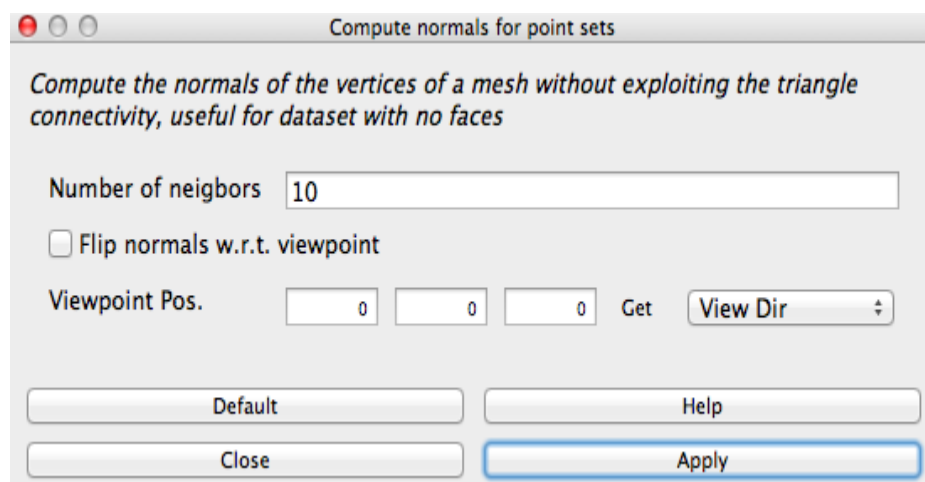 Compute normals for point sets
Compute the normals of the vertices of a mesh without exploiting the triangle
connectivity, useful for dataset with no faces
Number of neigbors 10
Flip normals w.r.t. viewpoint
Viewpoint Pos. 0 0 0 Get View Dir
Default Help
Close Apply